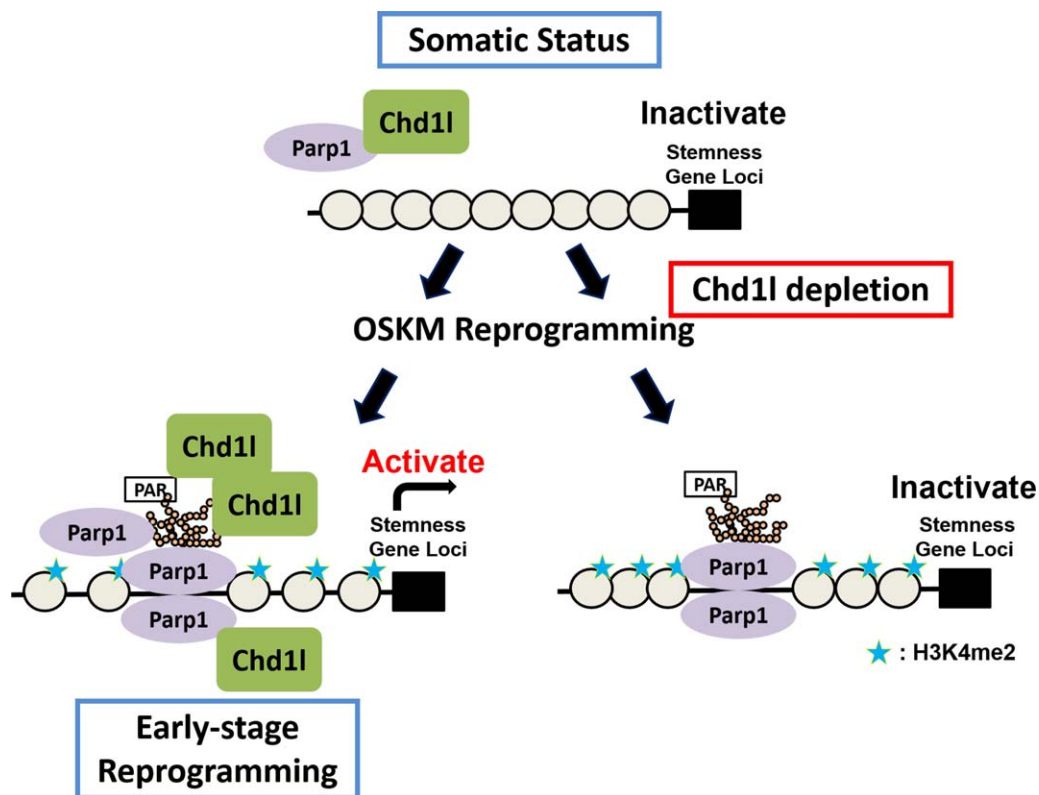 Somatic Status
Chd1l
Parp1
Inactivate
Stemness
Gene Loci
Chd1l depletion
OSKM Reprogramming
Chd1l
Chd1l
PAR
Parp1
Parp1
Parp1
Chd1l
Activate
Stemness
Gene Loci
Early-stage
Reprogramming
PAR
Parp1
Parp1
Inactivate
Stemness
Gene Loci
: H3K4me2